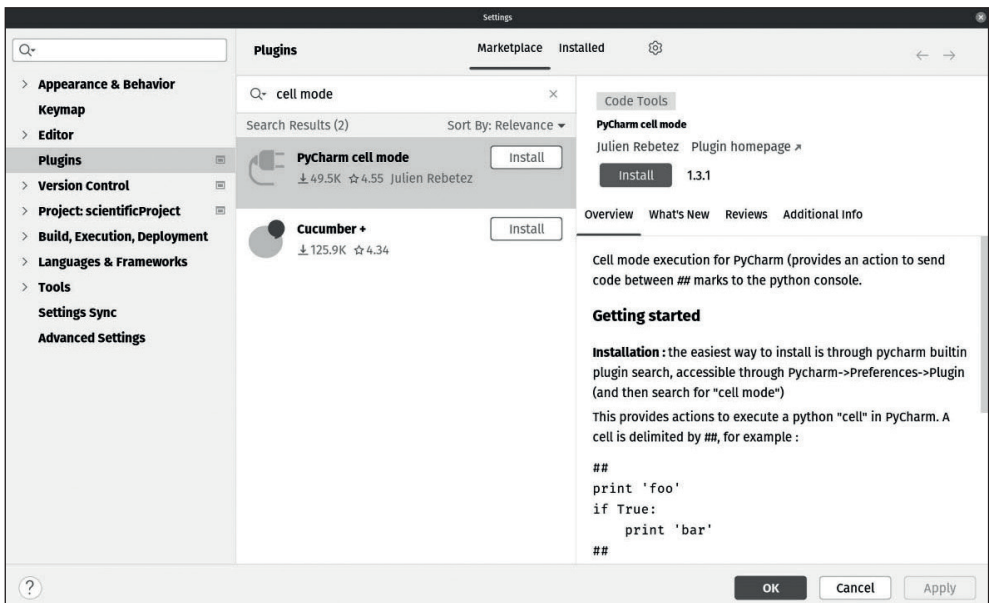 Settings
Appearance & Behavior
Keymap
Editor
Plugins
Version Control
Project: scientificProject
Build, Execution, Deployment
Languages & Frameworks
Tools
Settings Sync
Advanced Settings
Plugins
Marketplace Installed
cell mode
Search Results (2) Sort By: Relevance
PyCharm cell mode Install
49.5K 4.55 Julien Rebetez
Cucumber + Install
125.9K 4.34
Code Tools
PyCharm cell mode
Julien Rebetez Plugin homepage
Install 1.3.1
Overview What's New Reviews Additional Info
Cell mode execution for PyCharm (provides an action to send
code between ## marks to the python console.
Getting started
Installation : the easiest way to install is through pycharm builtin
plugin search, accessible through Pycharm->Preferences->Plugin
(and then search for "cell mode")
This provides actions to execute a python "cell" in PyCharm. A
cell is delimited by ##, for example :
##
print 'foo'
if True:
    print 'bar'
##
?
OK Cancel Apply